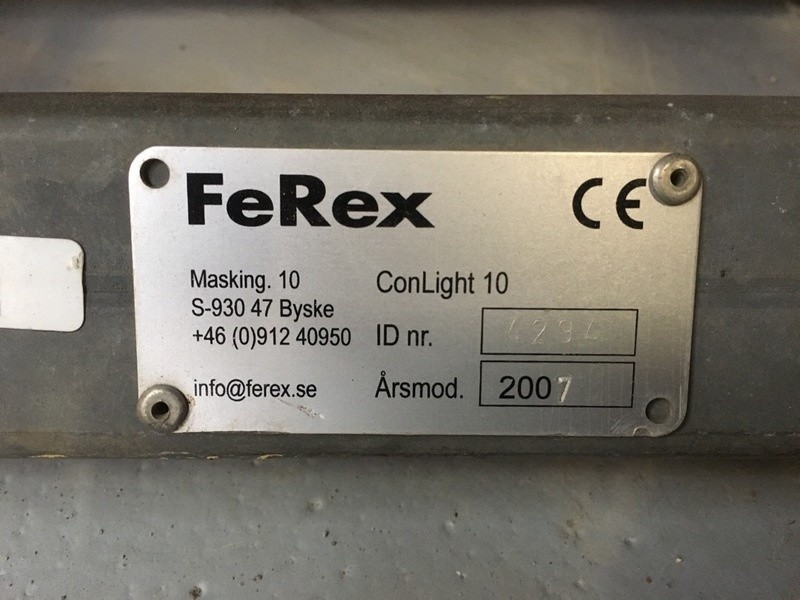 FeRex CE
Masking. 10
S-930 47 Byske
+46 (0)912 40950
info@ferex.se
ConLight 10
ID nr. 4294
Årsmod. 2007